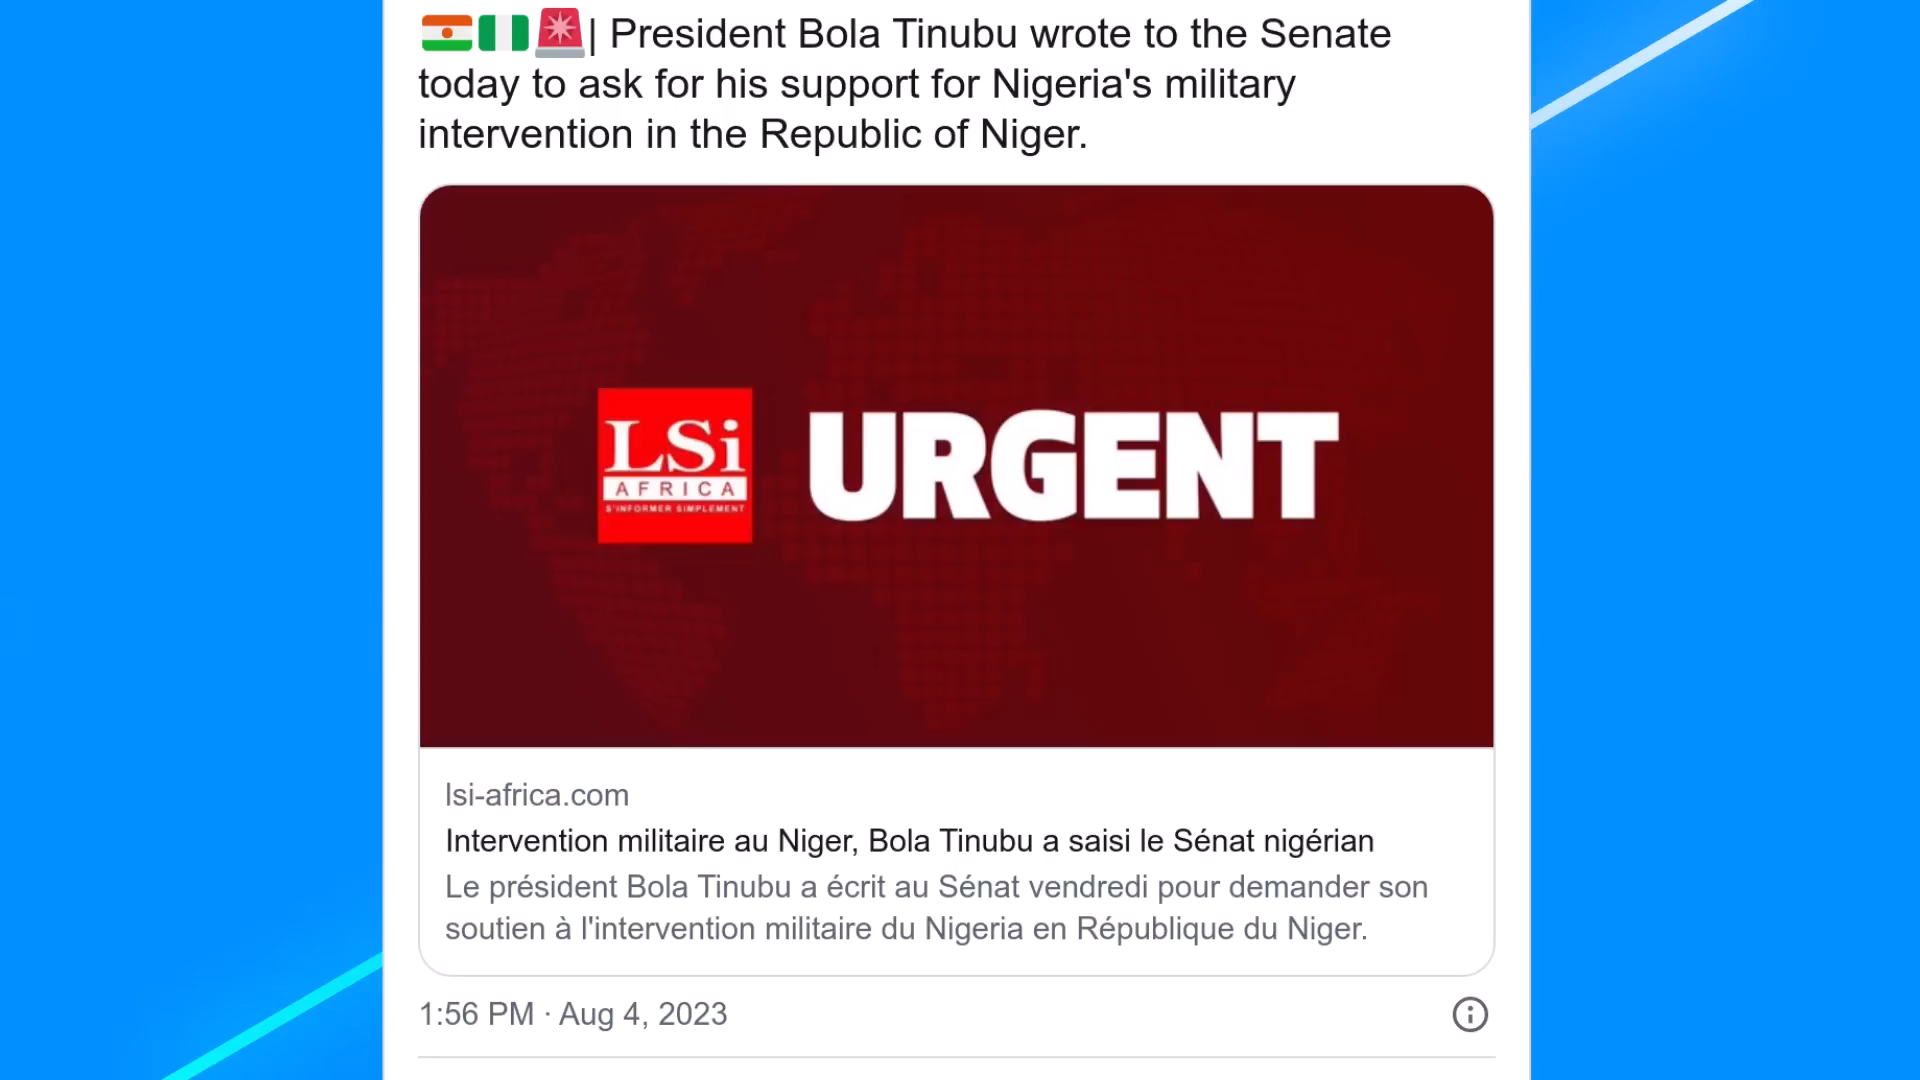 🇳🇪🇳🇬🚨| President Bola Tinubu wrote to the Senate
today to ask for his support for Nigeria's military
intervention in the Republic of Niger.
LSi
AFRICA
S'INFORMER SIMPLEMENT
URGENT
lsi-africa.com
Intervention militaire au Niger, Bola Tinubu a saisi le Sénat nigérian
Le président Bola Tinubu a écrit au Sénat vendredi pour demander son
soutien à l'intervention militaire du Nigeria en République du Niger.
1:56 PM · Aug 4, 2023